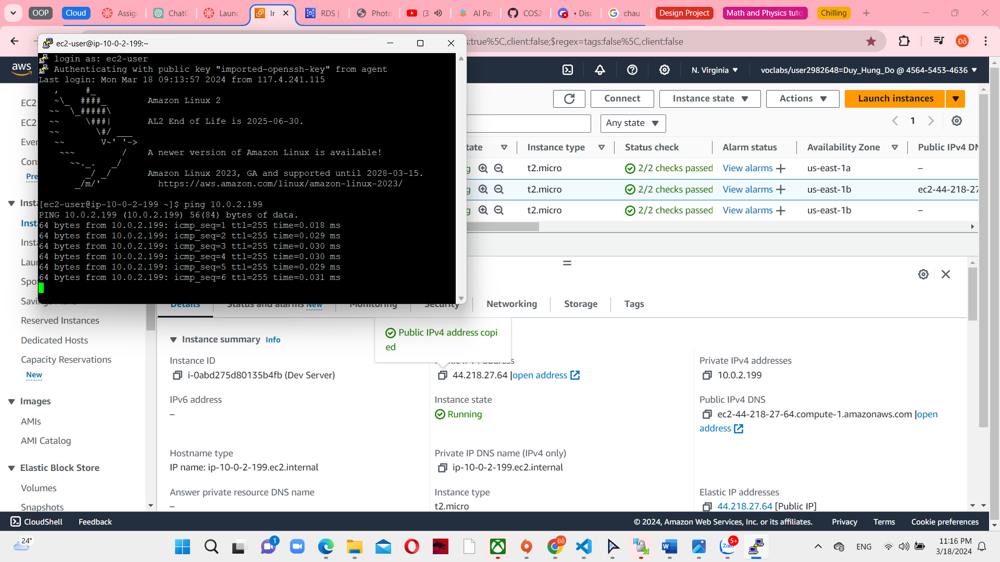 OOP
Cloud
Assig
ChatG
Launc
Ir
RDS |
Photo
(3
AI Par
COS2
• Disc
chau
Design Project
Math and Physics tuto
Chilling
s:true%5C,client:false;$regex=tags:false%5C,client:false
Đỗ
ec2-user@ip-10-0-2-199:~
login as: ec2-user
Authenticating with public key "imported-openssh-key" from agent
Last login: Mon Mar 18 09:13:57 2024 from 117.4.241.115
   ,     #_
   ~\_  ####_        Amazon Linux 2
  ~~  \_#####\
  ~~     \###|       AL2 End of Life is 2025-06-30.
  ~~       \#/ ___
   ~~       V~' '->
    ~~~         /    A newer version of Amazon Linux is available!
      ~~._.   _/
         _/ _/       Amazon Linux 2023, GA and supported until 2028-03-15.
       _/m/'           https://aws.amazon.com/linux/amazon-linux-2023/
[ec2-user@ip-10-0-2-199 ~]$ ping 10.0.2.199
PING 10.0.2.199 (10.0.2.199) 56(84) bytes of data.
64 bytes from 10.0.2.199: icmp_seq=1 ttl=255 time=0.018 ms
64 bytes from 10.0.2.199: icmp_seq=2 ttl=255 time=0.029 ms
64 bytes from 10.0.2.199: icmp_seq=3 ttl=255 time=0.030 ms
64 bytes from 10.0.2.199: icmp_seq=4 ttl=255 time=0.030 ms
64 bytes from 10.0.2.199: icmp_seq=5 ttl=255 time=0.029 ms
64 bytes from 10.0.2.199: icmp_seq=6 ttl=255 time=0.031 ms
aws
N. Virginia
voclabs/user2982648=Duy_Hung_Do @ 4564-5453-4636
Connect
Instance state
Actions
Launch instances
Any state
1
tate
Instance type
Status check
Alarm status
Availability Zone
Public IPv4 DN
g t2.micro 2/2 checks passed View alarms + us-east-1a –
g t2.micro 2/2 checks passed View alarms + us-east-1b ec2-44-218-27
g t2.micro 2/2 checks passed View alarms + us-east-1b –
EC2
EC2
Even
Cons
Pre
Insta
Inst
Insta
Laun
Spot
Savings Plans
Reserved Instances
Dedicated Hosts
Capacity Reservations
New
Images
AMIs
AMI Catalog
Elastic Block Store
Volumes
Snapshots
Details
Status and alarms New
Monitoring
Security
Networking
Storage
Tags
Public IPv4 address copi
ed
Instance summary Info
Instance ID
i-0abd275d80135b4fb (Dev Server)
Public IPv4 address
44.218.27.64 |open address
Private IPv4 addresses
10.0.2.199
IPv6 address
–
Instance state
Running
Public IPv4 DNS
ec2-44-218-27-64.compute-1.amazonaws.com |open
address
Hostname type
IP name: ip-10-0-2-199.ec2.internal
Private IP DNS name (IPv4 only)
ip-10-0-2-199.ec2.internal
Answer private resource DNS name
–
Instance type
t2.micro
Elastic IP addresses
44.218.27.64 [Public IP]
CloudShell
Feedback
© 2024, Amazon Web Services, Inc. or its affiliates.
Privacy
Terms
Cookie preferences
24°
1
Đỗ
Zalo
5+
ENG
11:16 PM
3/18/2024